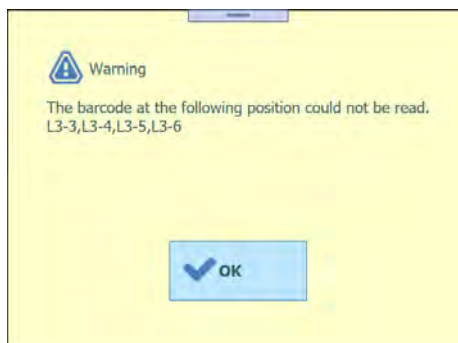 Warning
The barcode at the following position could not be read.
L3-3,L3-4,L3-5,L3-6
OK